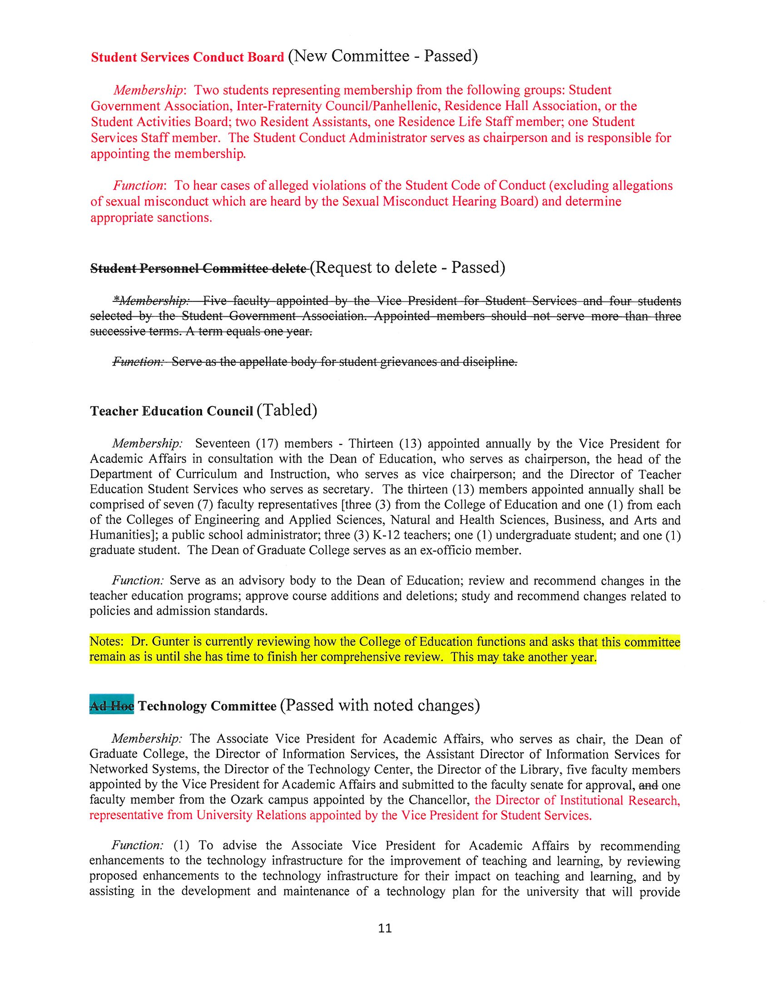 Student Services Conduct Board (New Committee - Passed)
Membership:  Two students representing membership from the following groups: Student
Government Association, Inter-Fraternity Council/Panhellenic, Residence Hall Association, or the
Student Activities Board; two Resident Assistants, one Residence Life Staff member; one Student
Services Staff member.  The Student Conduct Administrator serves as chairperson and is responsible for
appointing the membership.
Function:  To hear cases of alleged violations of the Student Code of Conduct (excluding allegations
of sexual misconduct which are heard by the Sexual Misconduct Hearing Board) and determine
appropriate sanctions.
Student Personnel Committee delete (Request to delete - Passed)
*Membership:  Five faculty appointed by the Vice President for Student Services and four students
selected by the Student Government Association. Appointed members should not serve more than three
successive terms. A term equals one year.
Function:  Serve as the appellate body for student grievances and discipline.
Teacher Education Council (Tabled)
Membership:  Seventeen (17) members - Thirteen (13) appointed annually by the Vice President for
Academic Affairs in consultation with the Dean of Education, who serves as chairperson, the head of the
Department of Curriculum and Instruction, who serves as vice chairperson; and the Director of Teacher
Education Student Services who serves as secretary.  The thirteen (13) members appointed annually shall be
comprised of seven (7) faculty representatives [three (3) from the College of Education and one (1) from each
of the Colleges of Engineering and Applied Sciences, Natural and Health Sciences, Business, and Arts and
Humanities]; a public school administrator; three (3) K-12 teachers; one (1) undergraduate student; and one (1)
graduate student.  The Dean of Graduate College serves as an ex-officio member.
Function: Serve as an advisory body to the Dean of Education; review and recommend changes in the
teacher education programs; approve course additions and deletions; study and recommend changes related to
policies and admission standards.
Notes:  Dr. Gunter is currently reviewing how the College of Education functions and asks that this committee
remain as is until she has time to finish her comprehensive review.  This may take another year.
Ad Hoc Technology Committee (Passed with noted changes)
Membership: The Associate Vice President for Academic Affairs, who serves as chair, the Dean of
Graduate College, the Director of Information Services, the Assistant Director of Information Services for
Networked Systems, the Director of the Technology Center, the Director of the Library, five faculty members
appointed by the Vice President for Academic Affairs and submitted to the faculty senate for approval, and one
faculty member from the Ozark campus appointed by the Chancellor, the Director of Institutional Research,
representative from University Relations appointed by the Vice President for Student Services.
Function: (1) To advise the Associate Vice President for Academic Affairs by recommending
enhancements to the technology infrastructure for the improvement of teaching and learning, by reviewing
proposed enhancements to the technology infrastructure for their impact on teaching and learning, and by
assisting in the development and maintenance of a technology plan for the university that will provide
11